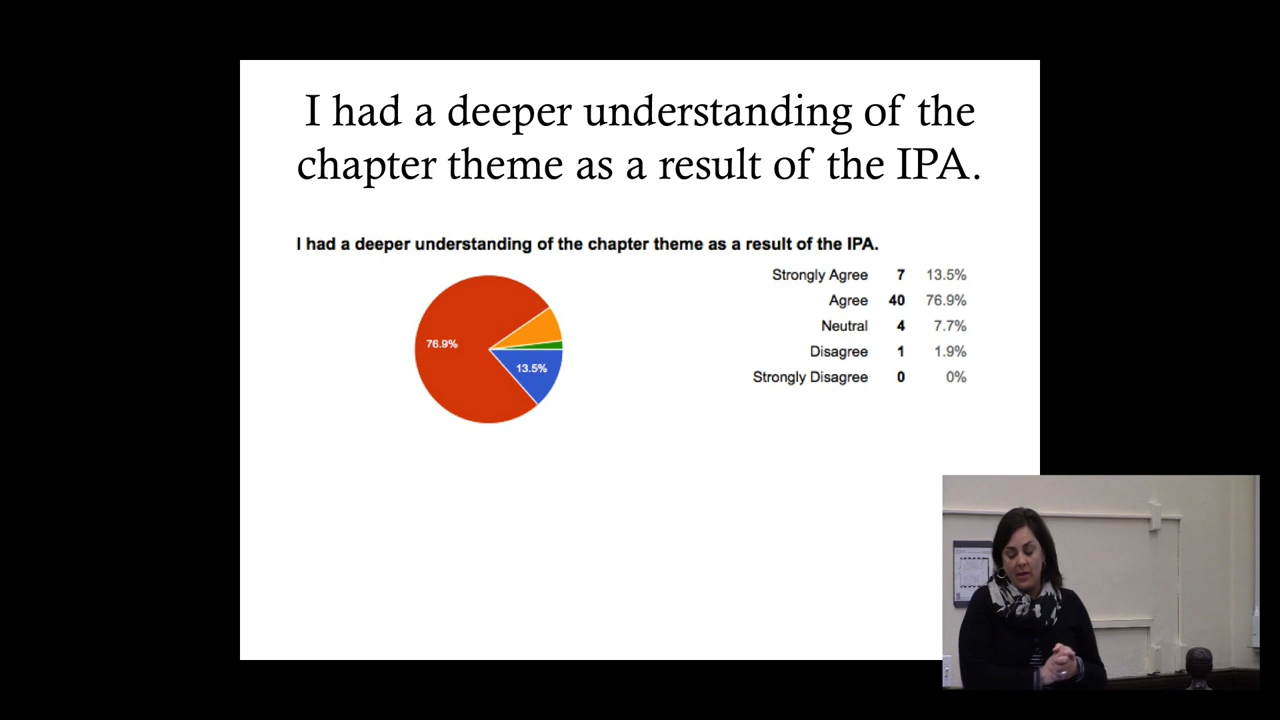 I had a deeper understanding of the
chapter theme as a result of the IPA.
I had a deeper understanding of the chapter theme as a result of the IPA.
76.9%
13.5%
Strongly Agree 7 13.5%
Agree 40 76.9%
Neutral 4 7.7%
Disagree 1 1.9%
Strongly Disagree 0 0%